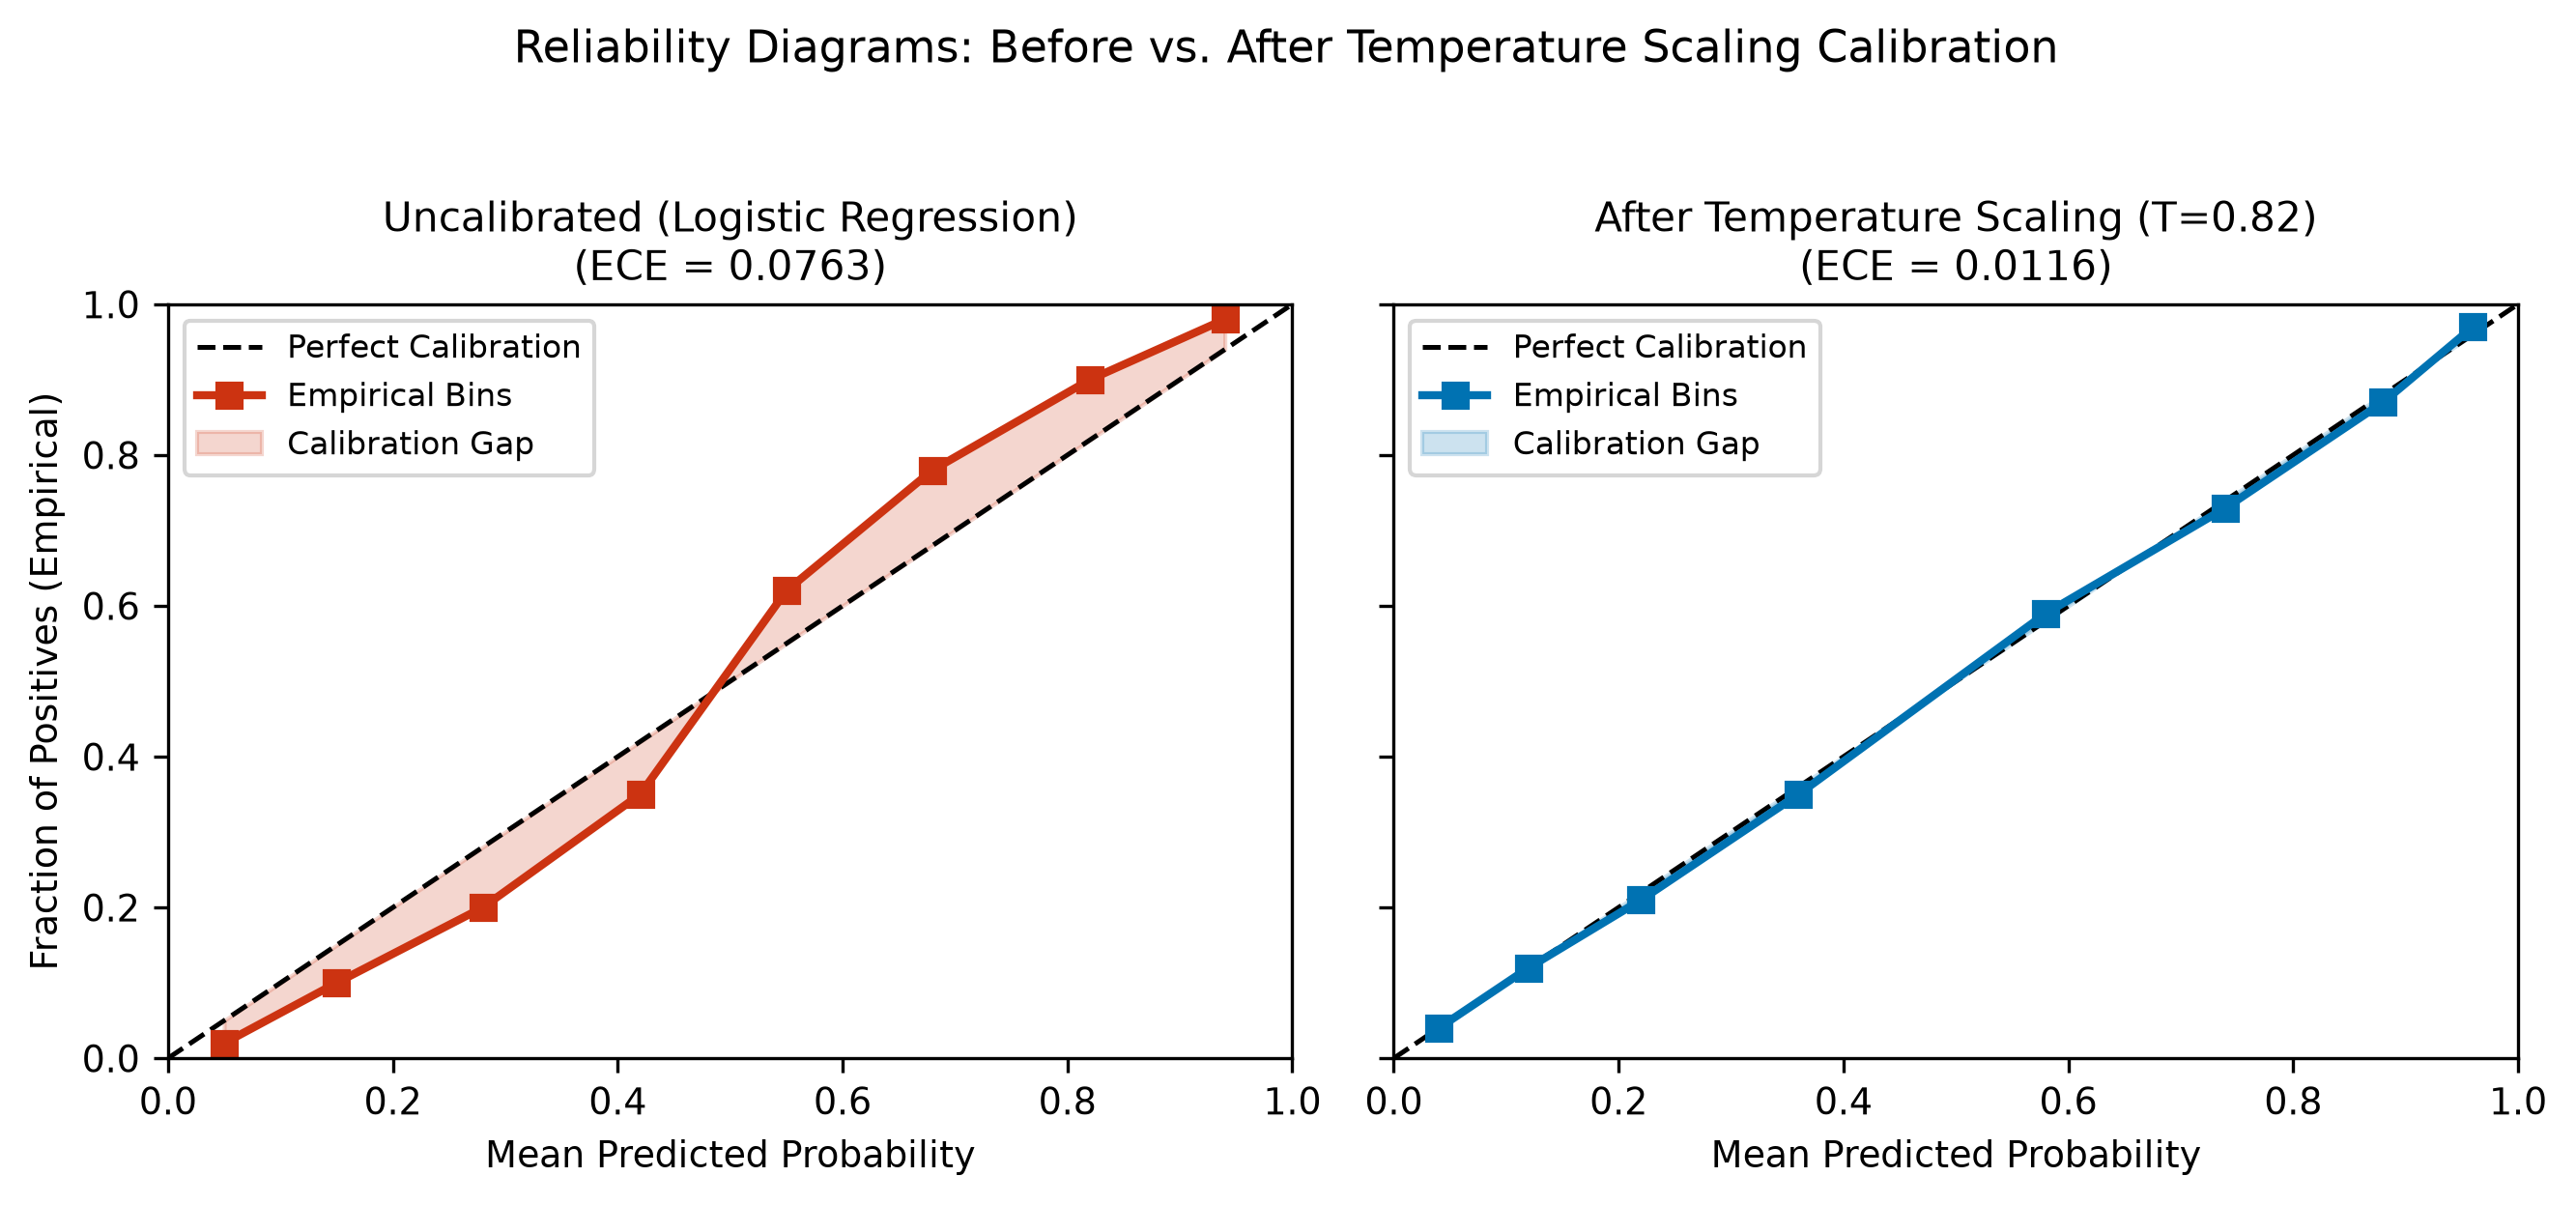 Reliability Diagrams: Before vs. After Temperature Scaling Calibration
Uncalibrated (Logistic Regression)
(ECE = 0.0763)
Perfect Calibration
Empirical Bins
Calibration Gap
Fraction of Positives (Empirical)
1.0
0.8
0.6
0.4
0.2
0.0
0.0 0.2 0.4 0.6 0.8 1.0
Mean Predicted Probability
After Temperature Scaling (T=0.82)
(ECE = 0.0116)
Perfect Calibration
Empirical Bins
Calibration Gap
0.0 0.2 0.4 0.6 0.8 1.0
Mean Predicted Probability